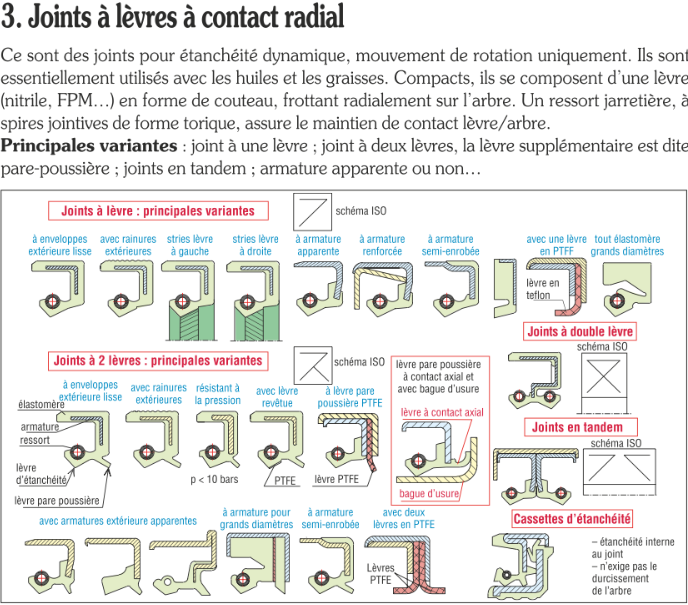 3. Joints à lèvres à contact radial
Ce sont des joints pour étanchéité dynamique, mouvement de rotation uniquement. Ils sont
essentiellement utilisés avec les huiles et les graisses. Compacts, ils se composent d'une lèvre
(nitrile, FPM...) en forme de couteau, frottant radialement sur l'arbre. Un ressort jarretière, à
spires jointives de forme torique, assure le maintien de contact lèvre/arbre.
Principales variantes : joint à une lèvre ; joint à deux lèvres, la lèvre supplémentaire est dite
pare-poussière ; joints en tandem ; armature apparente ou non...
Joints à lèvre : principales variantes
schéma ISO
à enveloppes
extérieure lisse
avec rainures
extérieures
stries lèvre
à gauche
stries lèvre
à droite
à armature
apparente
à armature
renforcée
à armature
semi-enrobée
avec une lèvre
en PTFF
tout élastomère
grands diamètres
lèvre en
teflon
Joints à double lèvre
schéma ISO
Joints à 2 lèvres : principales variantes
schéma ISO
à enveloppes
extérieure lisse
avec rainures
extérieures
résistant à
la pression
avec lèvre
revêtue
à lèvre pare
poussière PTFE
élastomère
armature
ressort
lèvre
d'étanchéité
lèvre pare poussière
p < 10 bars
PTFE
lèvre PTFE
lèvre pare poussière
à contact axial et
avec bague d'usure
lèvre à contact axial
bague d'usure
Joints en tandem
schéma ISO
avec armatures extérieure apparentes
à armature pour
grands diamètres
à armature
semi-enrobée
avec deux
lèvres en PTFE
Lèvres
PTFE
Cassettes d'étanchéité
– étanchéité interne
au joint
– n'exige pas le
durcissement
de l'arbre